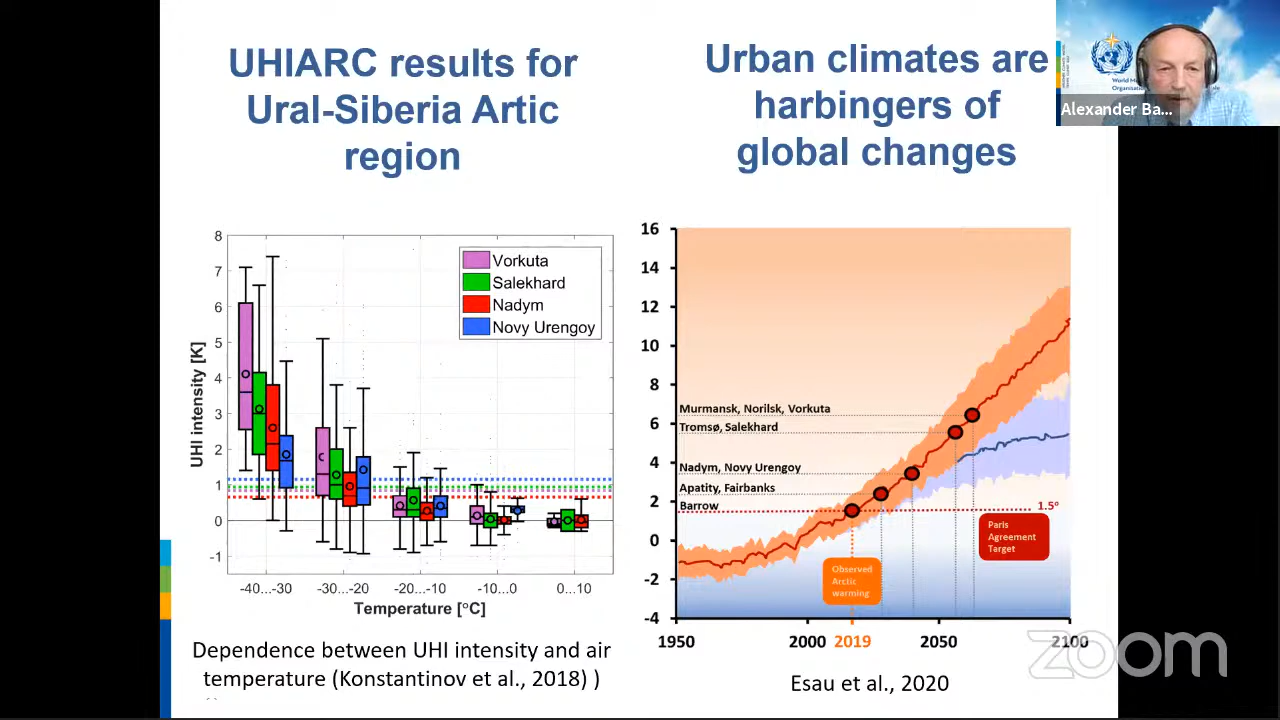 UHIARC results for
Ural-Siberia Artic
region
Urban climates are
harbingers of
global changes
World M
Organisation
Alexander Ba...
8
7
6
5
4
3
2
1
0
-1
UHI intensity [K]
Vorkuta
Salekhard
Nadym
Novy Urengoy
-40...-30
-30...-20
-20...-10
-10...0
0...10
Temperature [°C]
Dependence between UHI intensity and air
temperature (Konstantinov et al., 2018) )
16
14
12
10
8
6
4
2
0
-2
-4
Murmansk, Norilsk, Vorkuta
Tromsø, Salekhard
Nadym, Novy Urengoy
Apatity, Fairbanks
Barrow
1.5°
Paris
Agreement
Target
Observed
Arctic
warming
1950
2000
2019
2050
2100
Esau et al., 2020
zoom